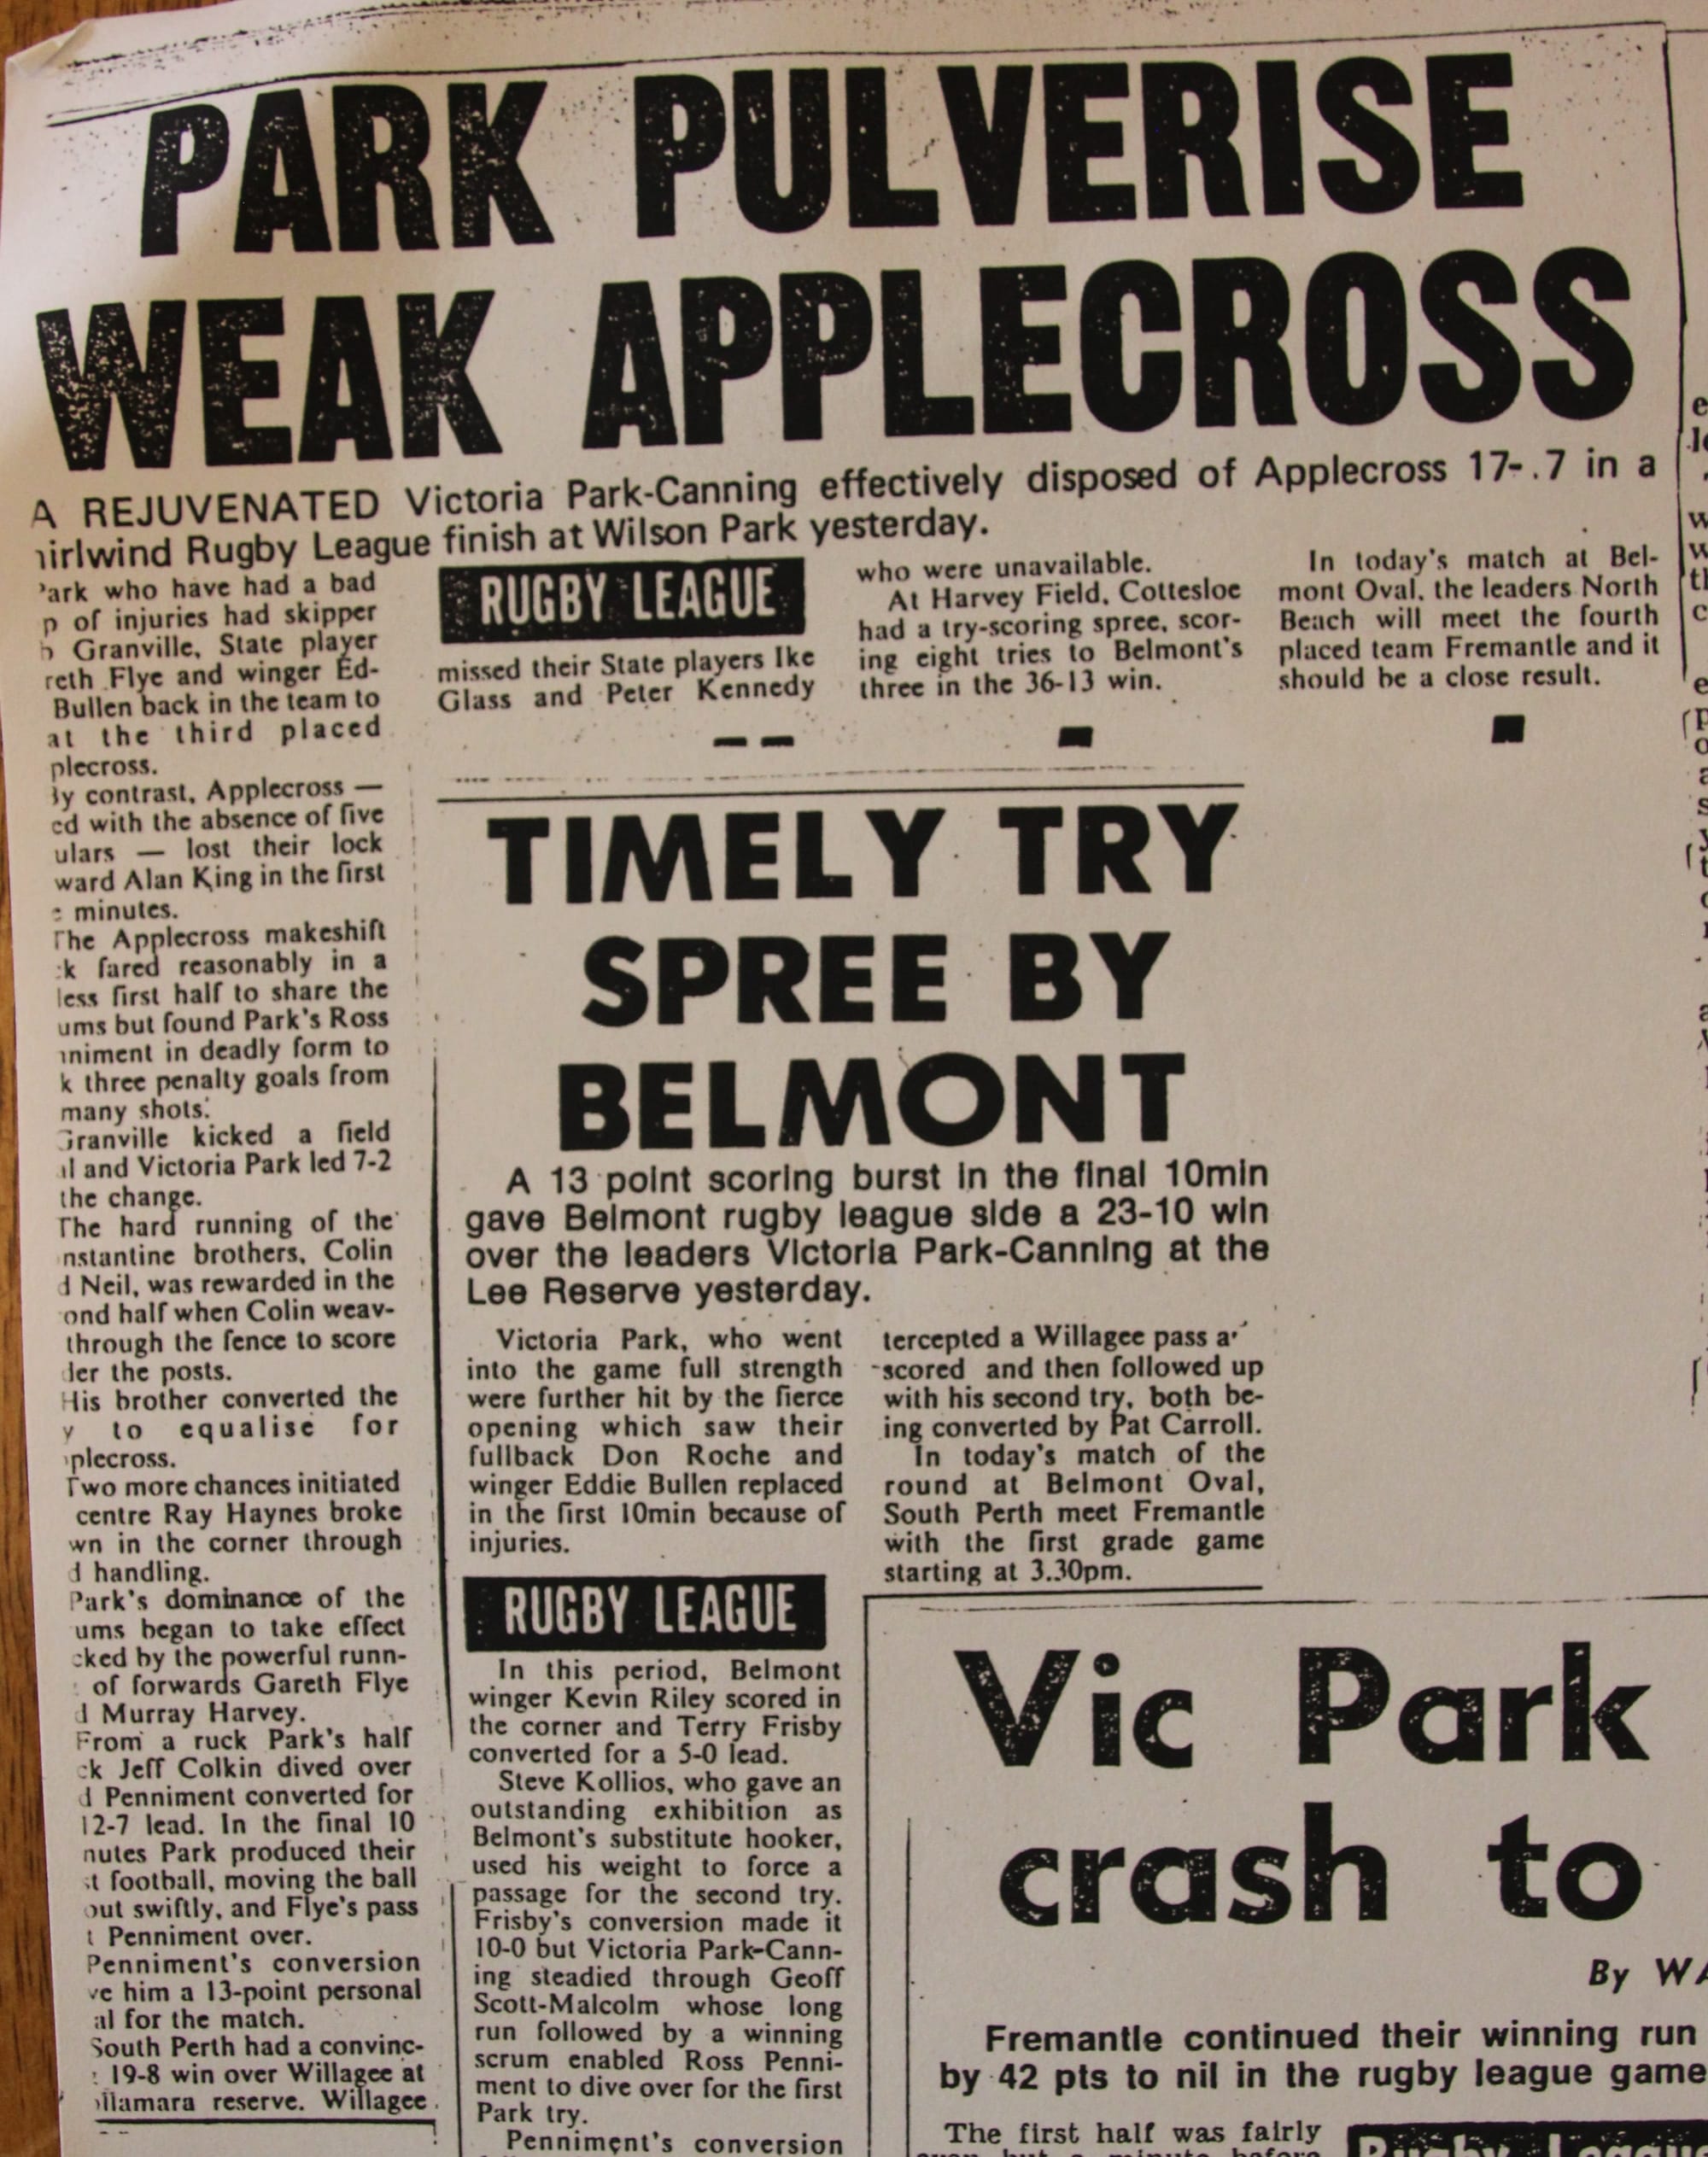 PARK PULVERISE
WEAK APPLECROSS
A REJUVENATED Victoria Park-Canning effectively disposed of Applecross 17-.7 in a
hirlwind Rugby League finish at Wilson Park yesterday.
'ark who have had a bad
p of injuries had skipper
b Granville, State player
reth Flye and winger Ed-
Bullen back in the team to
at the third placed
plecross.
ly contrast, Applecross —
ed with the absence of five
ulars — lost their lock
ward Alan King in the first
minutes.
The Applecross makeshift
k fared reasonably in a
less first half to share the
ums but found Park's Ross
nniment in deadly form to
k three penalty goals from
many shots.
Granville kicked a field
al and Victoria Park led 7-2
the change.
The hard running of the
nstantine brothers, Colin
d Neil, was rewarded in the
ond half when Colin weav-
through the fence to score
der the posts.
His brother converted the
y to equalise for
plecross.
Two more chances initiated
centre Ray Haynes broke
wn in the corner through
d handling.
Park's dominance of the
ums began to take effect
cked by the powerful runn-
of forwards Gareth Flye
d Murray Harvey.
From a ruck Park's half
ck Jeff Colkin dived over
d Penniment converted for
12-7 lead. In the final 10
nutes Park produced their
st football, moving the ball
out swiftly, and Flye's pass
t Penniment over.
Penniment's conversion
ve him a 13-point personal
al for the match.
South Perth had a convinc-
19-8 win over Willagee at
llamara reserve. Willagee
RUGBY LEAGUE
missed their State players Ike
Glass and Peter Kennedy
who were unavailable.
At Harvey Field, Cottesloe
had a try-scoring spree, scor-
ing eight tries to Belmont's
three in the 36-13 win.
In today's match at Bel-
mont Oval, the leaders North
Beach will meet the fourth
placed team Fremantle and it
should be a close result.
TIMELY TRY
SPREE BY
BELMONT
A 13 point scoring burst in the final 10min
gave Belmont rugby league side a 23-10 win
over the leaders Victoria Park-Canning at the
Lee Reserve yesterday.
Victoria Park, who went
into the game full strength
were further hit by the fierce
opening which saw their
fullback Don Roche and
winger Eddie Bullen replaced
in the first 10min because of
injuries.
RUGBY LEAGUE
In this period, Belmont
winger Kevin Riley scored in
the corner and Terry Frisby
converted for a 5-0 lead.
Steve Kollios, who gave an
outstanding exhibition as
Belmont's substitute hooker,
used his weight to force a
passage for the second try.
Frisby's conversion made it
10-0 but Victoria Park-Cann-
ing steadied through Geoff
Scott-Malcolm whose long
run followed by a winning
scrum enabled Ross Penni-
ment to dive over for the first
Park try.
Penniment's conversion
tercepted a Willagee pass a
scored and then followed up
with his second try, both be-
ing converted by Pat Carroll.
In today's match of the
round at Belmont Oval,
South Perth meet Fremantle
with the first grade game
starting at 3.30pm.
Vic Park
crash to
By WA
Fremantle continued their winning run
by 42 pts to nil in the rugby league game
The first half was fairly
even but a minute before
Rugby League